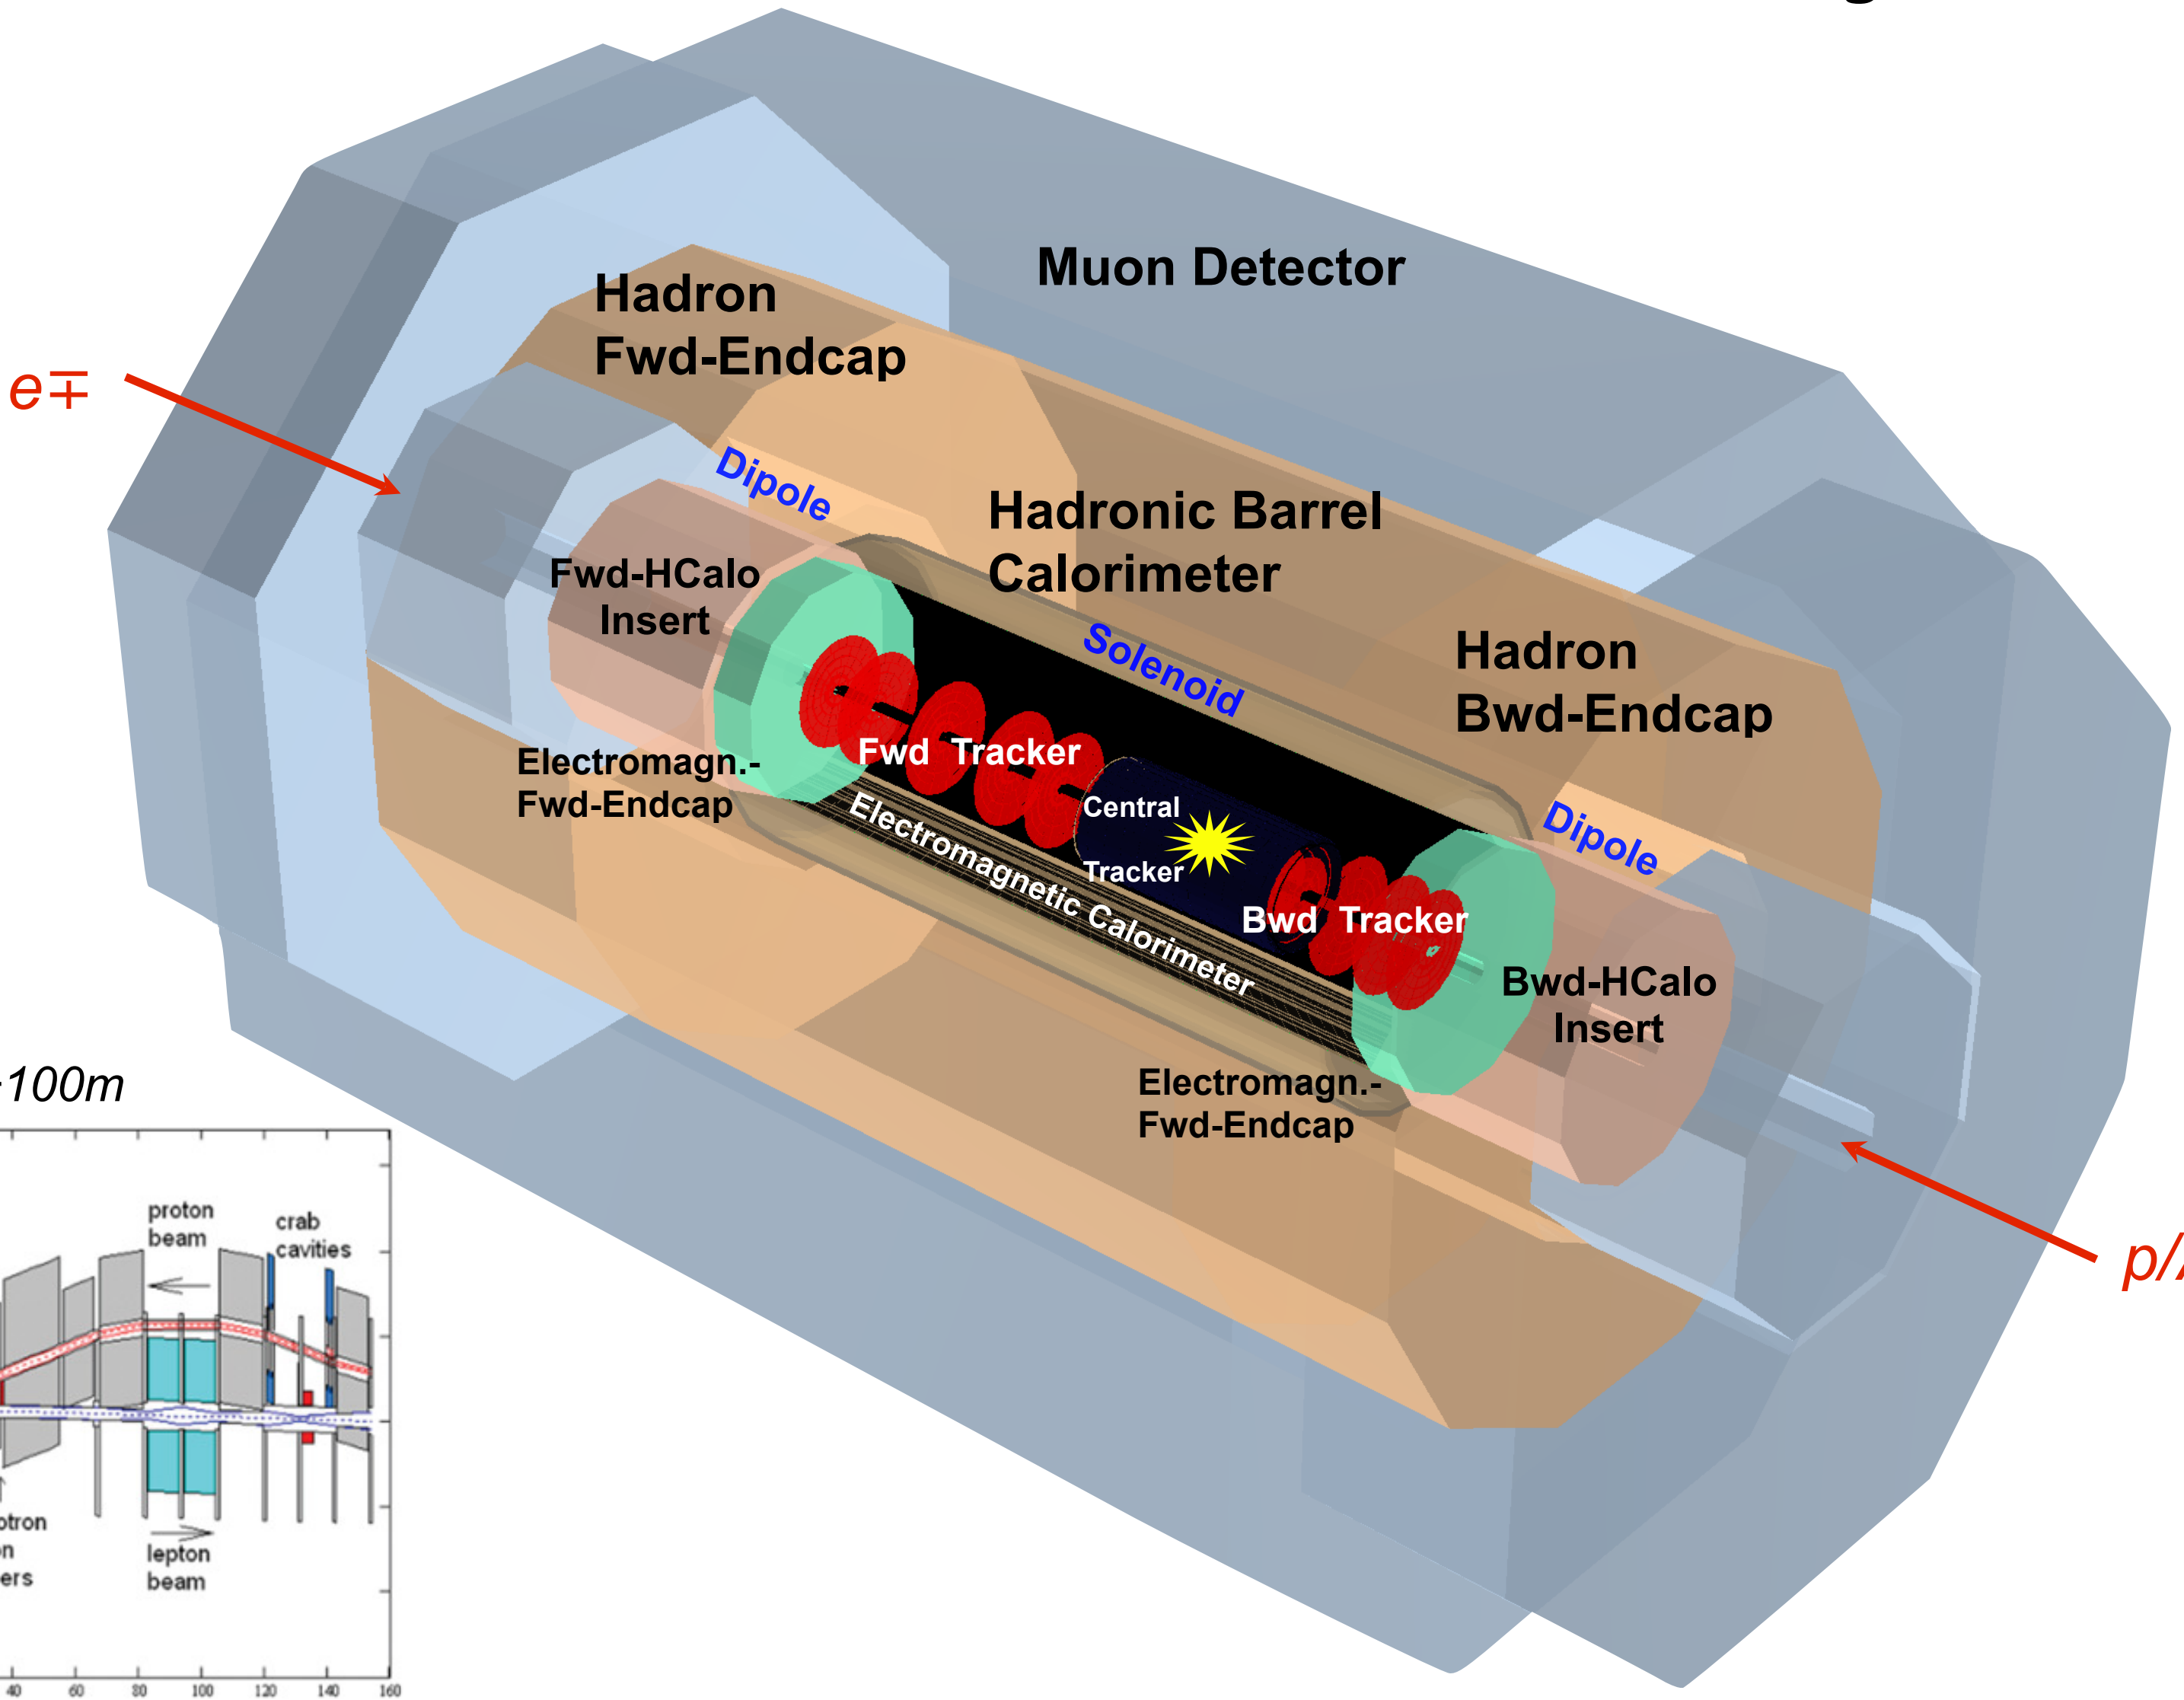 Muon Detector
Hadron
Fwd-Endcap
e∓
Dipole
Hadronic Barrel
Calorimeter
Fwd-HCalo
Insert
Solenoid
Hadron
Bwd-Endcap
Electromagn.-
Fwd-Endcap
Fwd Tracker
Central
Tracker
Electromagnetic Calorimeter
Dipole
Bwd Tracker
Bwd-HCalo
Insert
Electromagn.-
Fwd-Endcap
100m
proton
beam
crab
cavities
lepton
beam
40 60 80 100 120 140 160